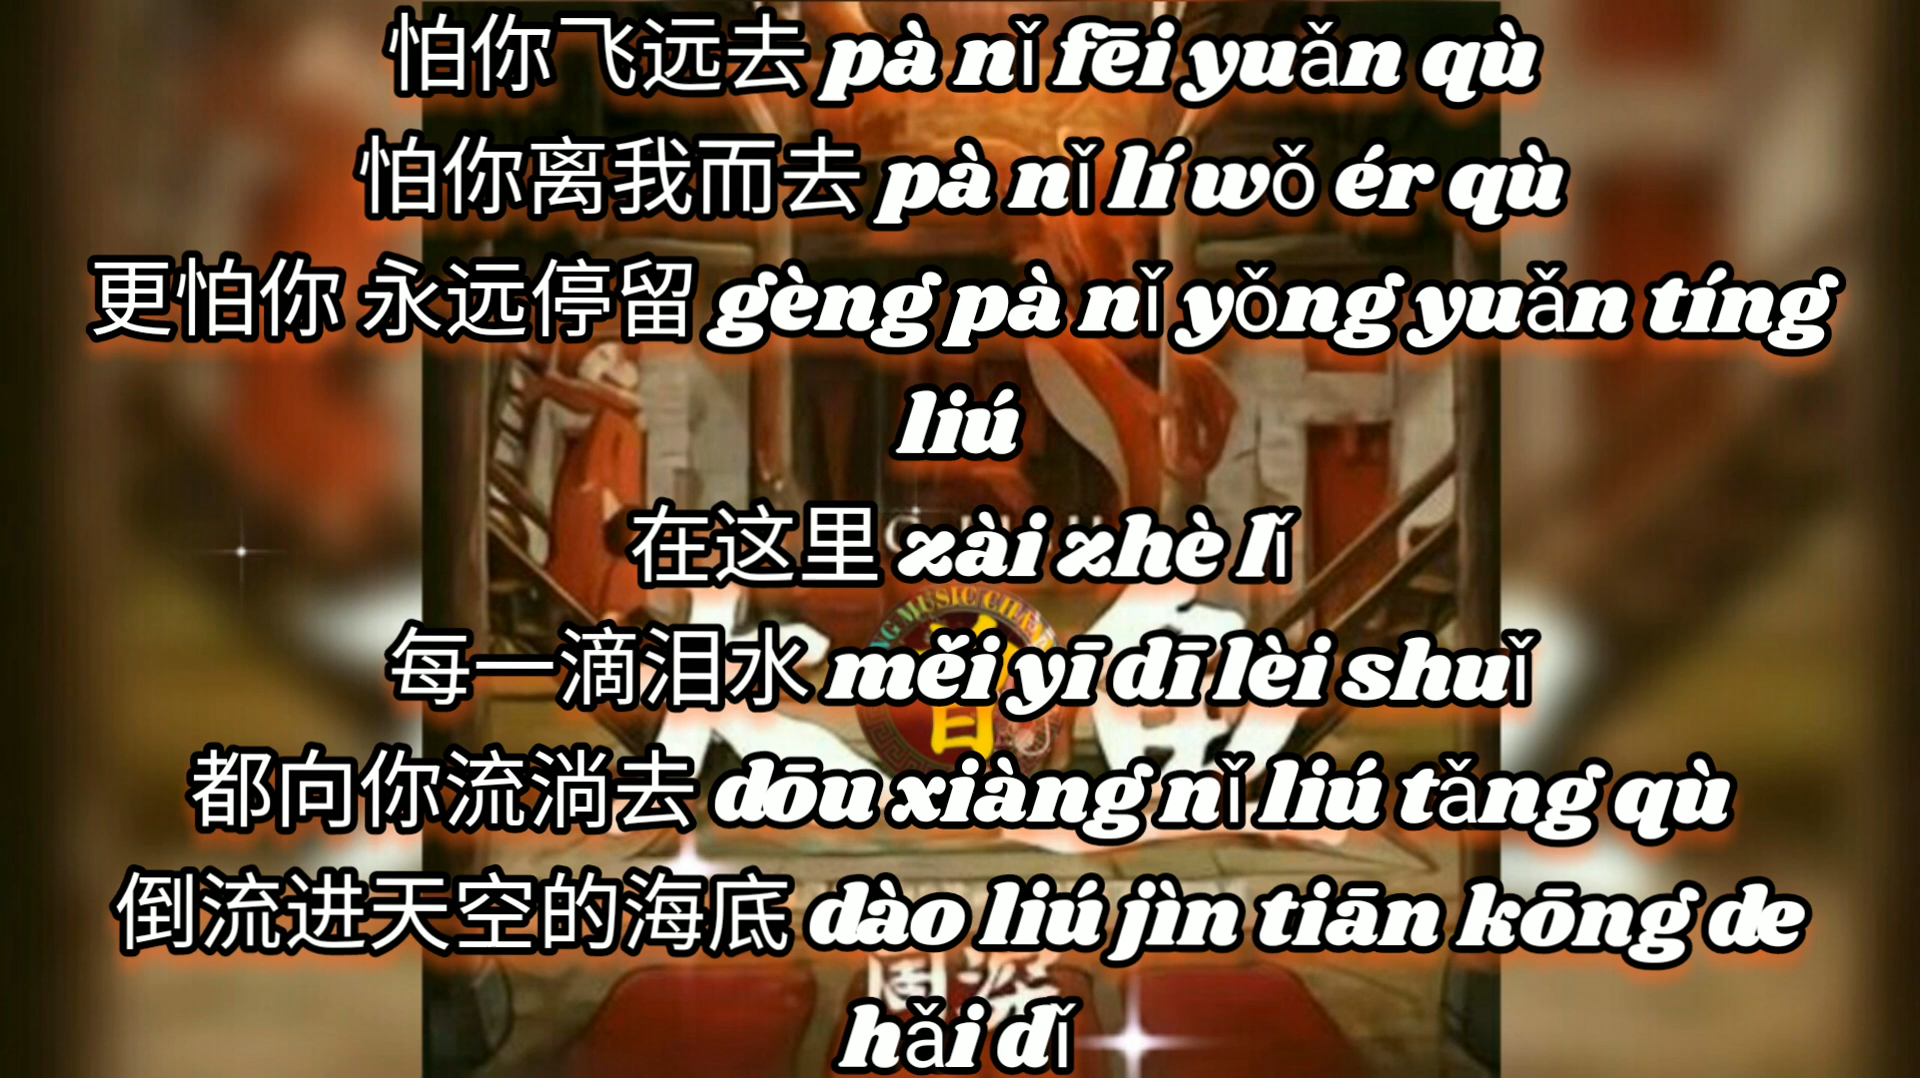 怕你飞远去 pà nǐ fēi yuǎn qù
怕你离我而去 pà nǐ lí wǒ ér qù
更怕你 永远停留 gèng pà nǐ yǒng yuǎn tíng
liú
在这里 zài zhè lǐ
每一滴泪水 měi yī dī lèi shuǐ
都向你流淌去 dōu xiàng nǐ liú tǎng qù
倒流进天空的海底 dào liú jìn tiān kōng de
hǎi dǐ
大鱼
周深